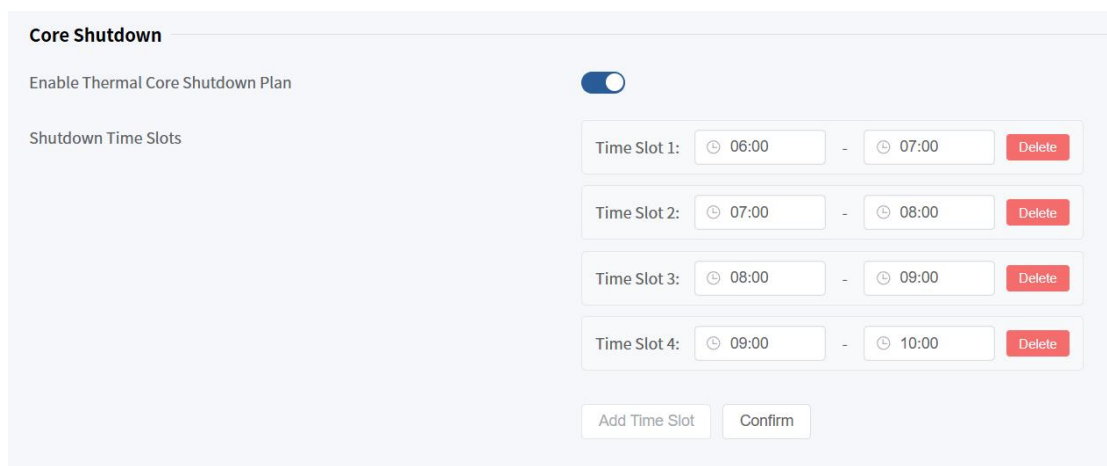 Core Shutdown
Enable Thermal Core Shutdown Plan
Shutdown Time Slots
Time Slot 1: 06:00 - 07:00 Delete
Time Slot 2: 07:00 - 08:00 Delete
Time Slot 3: 08:00 - 09:00 Delete
Time Slot 4: 09:00 - 10:00 Delete
Add Time Slot Confirm